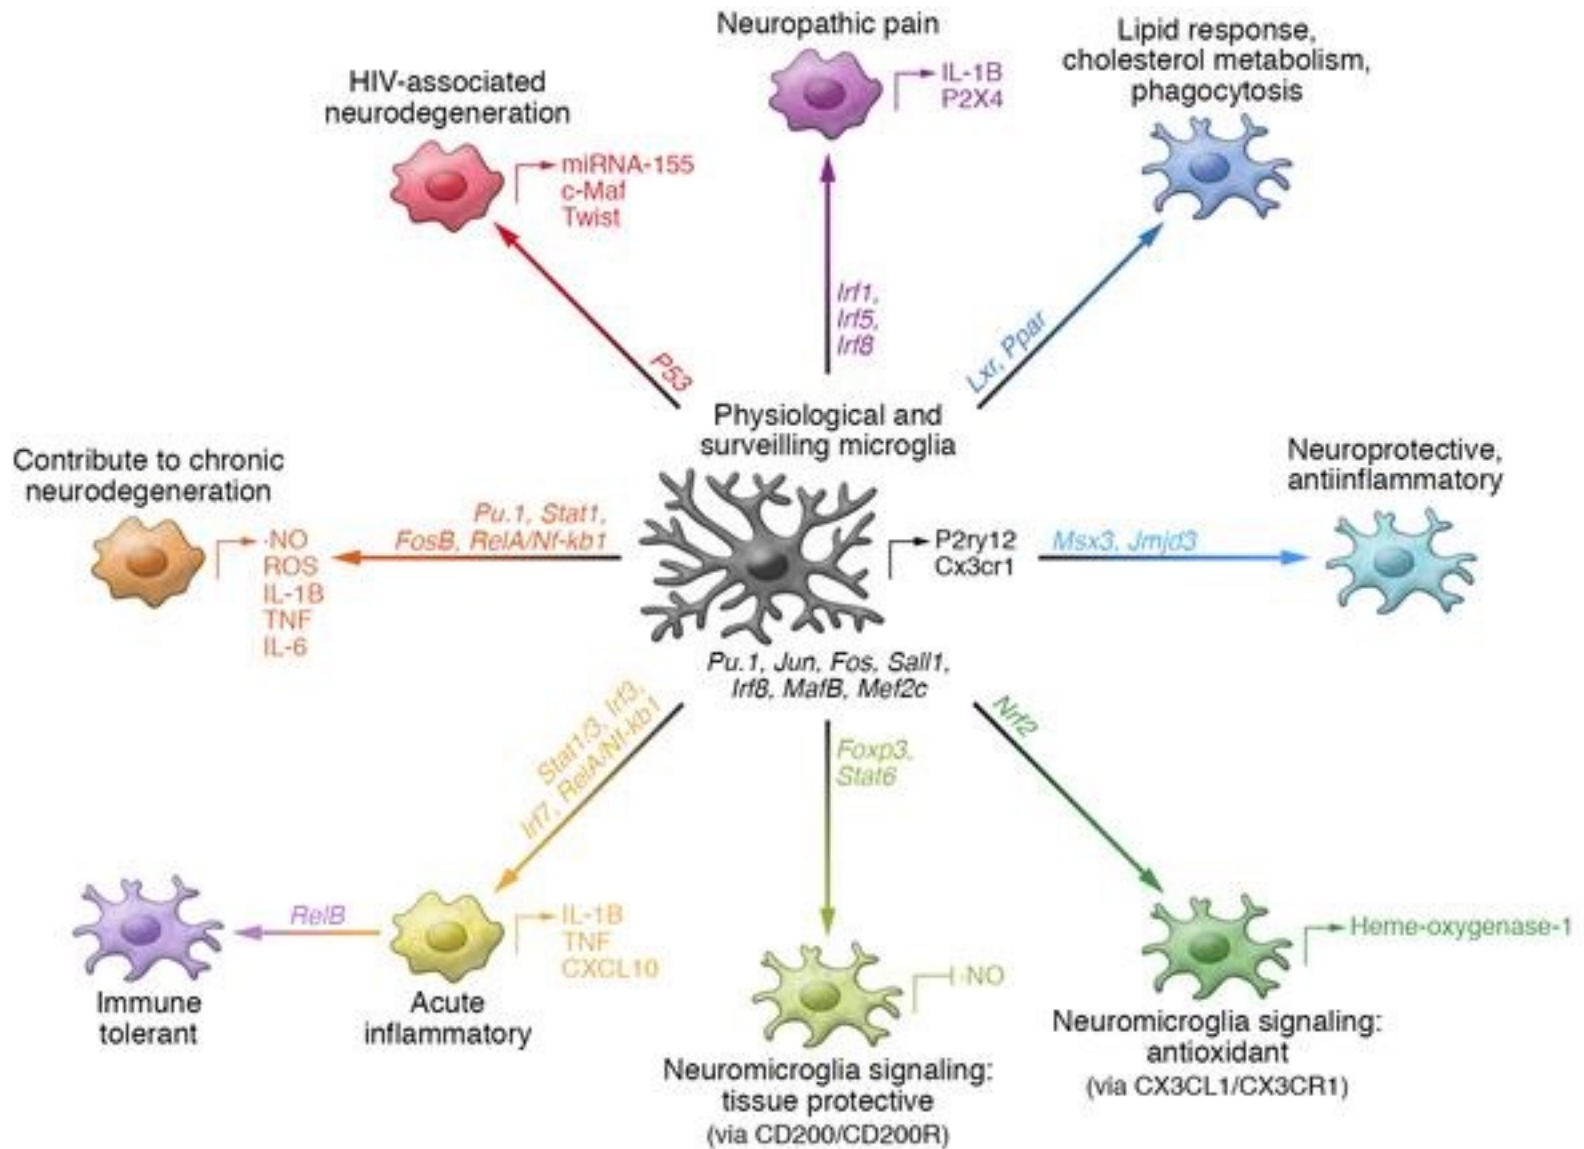 Neuropathic pain
IL-1B
P2X4
Lipid response,
cholesterol metabolism,
phagocytosis
HIV-associated
neurodegeneration
miRNA-155
c-Maf
Twist
Irf1,
Irf5,
Irf8
P53
Lxr, Ppar
Physiological and
surveilling microglia
P2ry12
Cx3cr1
Pu.1, Jun, Fos, Sall1,
Irf8, MafB, Mef2c
Contribute to chronic
neurodegeneration
·NO
ROS
IL-1B
TNF
IL-6
Pu.1, Stat1,
FosB, RelA/Nf-kb1
Msx3, Jmjd3
Neuroprotective,
antiinflammatory
Stat1/3, Irf3,
Irf7, RelA/Nf-kb1
Foxp3,
Stat6
Nrf2
RelB
Immune
tolerant
IL-1B
TNF
CXCL10
Acute
inflammatory
·NO
Neuromicroglia signaling:
tissue protective
(via CD200/CD200R)
Heme-oxygenase-1
Neuromicroglia signaling:
antioxidant
(via CX3CL1/CX3CR1)